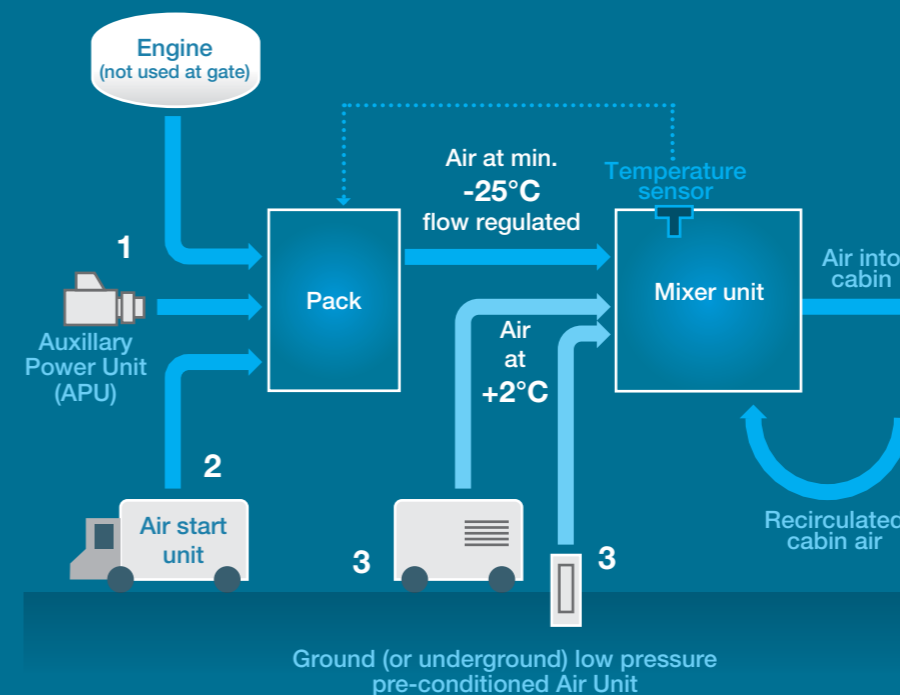 Engine
(not used at gate)
Air at min.
-25°C
flow regulated
Temperature
sensor
1
Pack
Mixer unit
Air into
cabin
Auxillary
Power Unit
(APU)
Air
at
+2°C
2
Air start
unit
3
3
Recirculated
cabin air
Ground (or underground) low pressure
pre-conditioned Air Unit